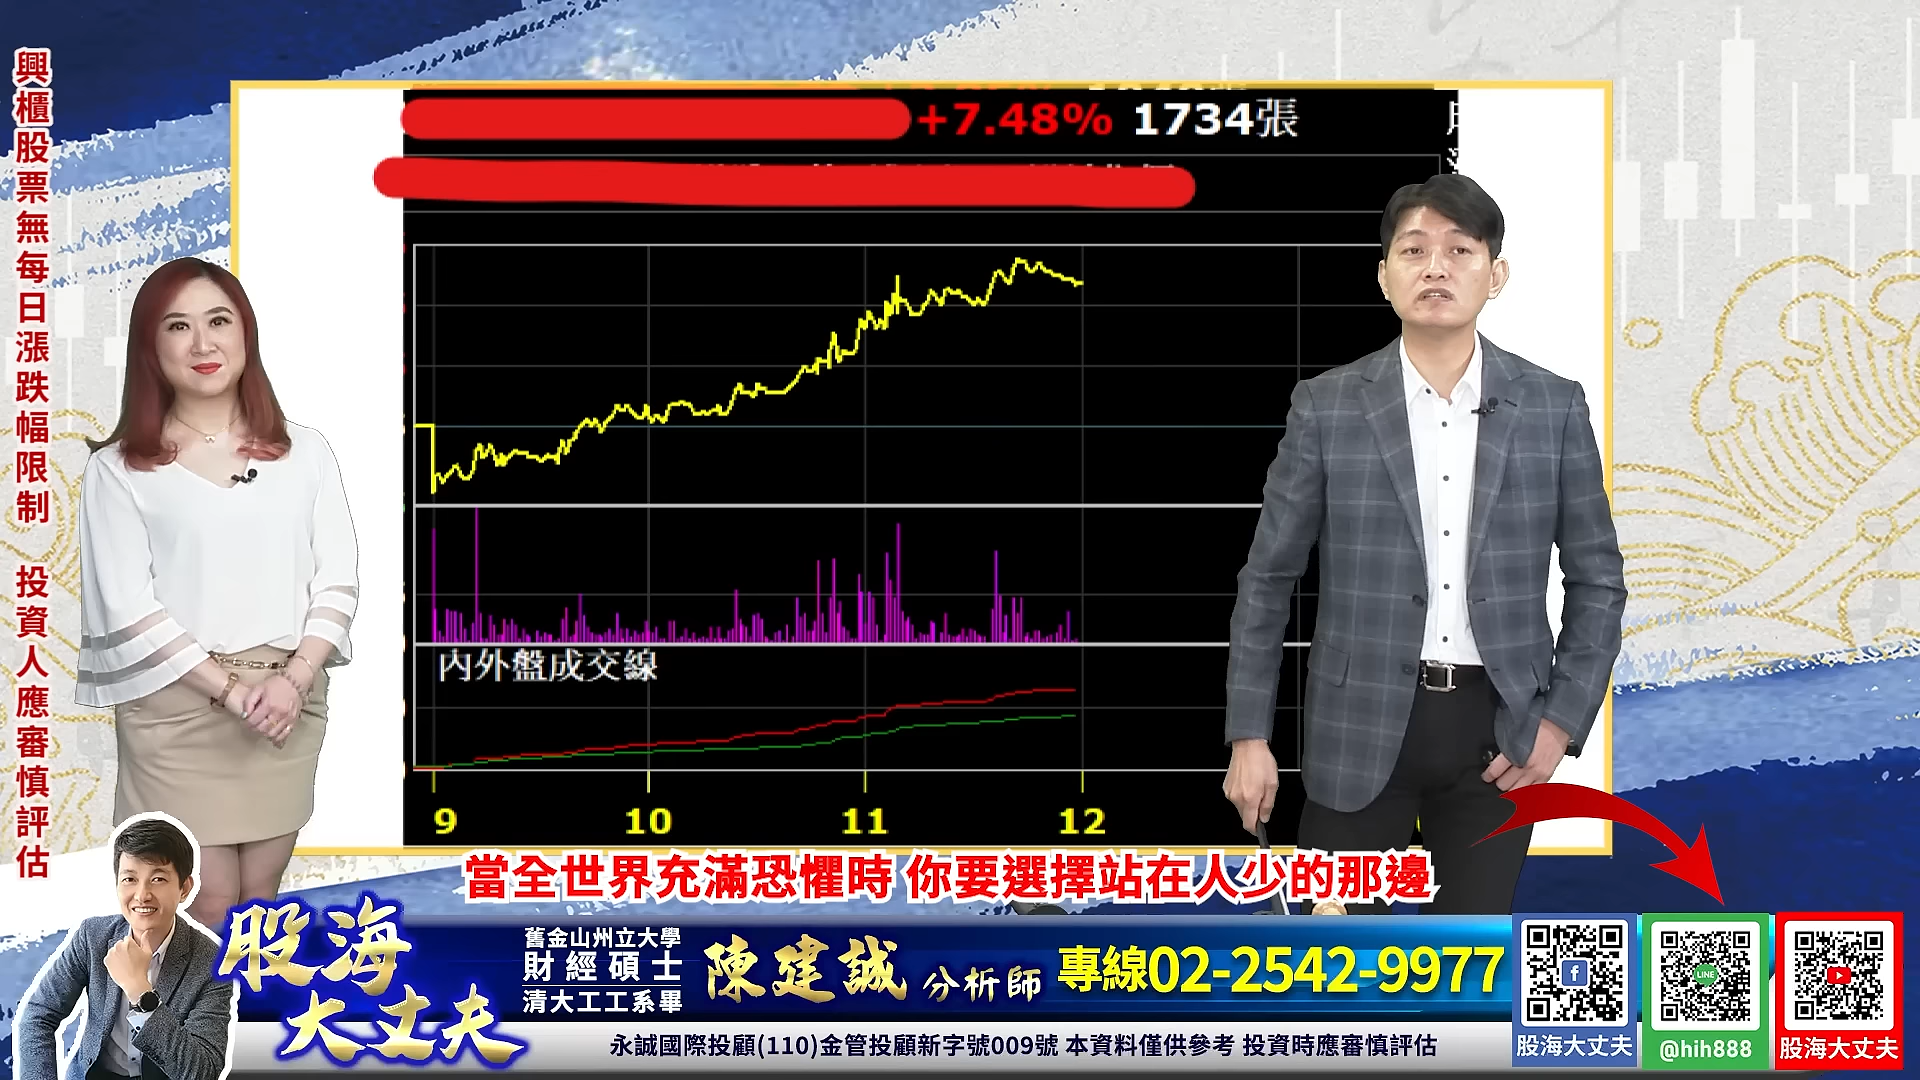 興櫃股票無每日漲跌幅限制 投資人應審慎評估
+7.48% 1734張
內外盤成交線
9 10 11 12
當全世界充滿恐懼時 你要選擇站在人少的那邊
股海大丈夫
舊金山州立大學
財經碩士
清大工工系畢
陳建誠 分析師
專線02-2542-9977
永誠國際投顧(110)金管投顧新字號009號 本資料僅供參考 投資時應審慎評估
股海大丈夫
LINE
@hih888
股海大丈夫